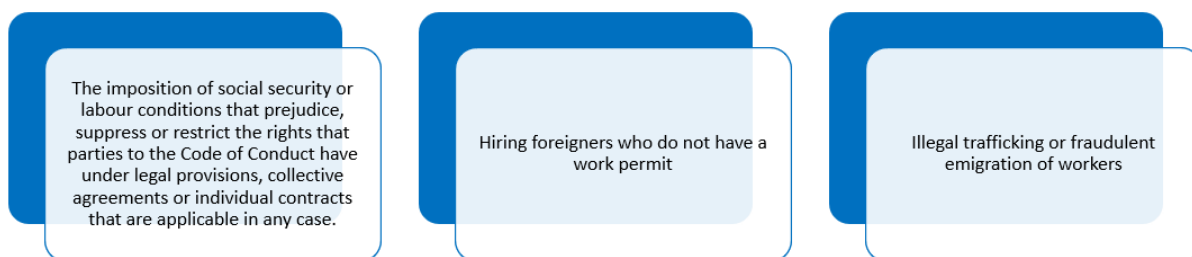 The imposition of social security or
labour conditions that prejudice,
suppress or restrict the rights that
parties to the Code of Conduct have
under legal provisions, collective
agreements or individual contracts
that are applicable in any case.
Hiring foreigners who do not have a
work permit
Illegal trafficking or fraudulent
emigration of workers